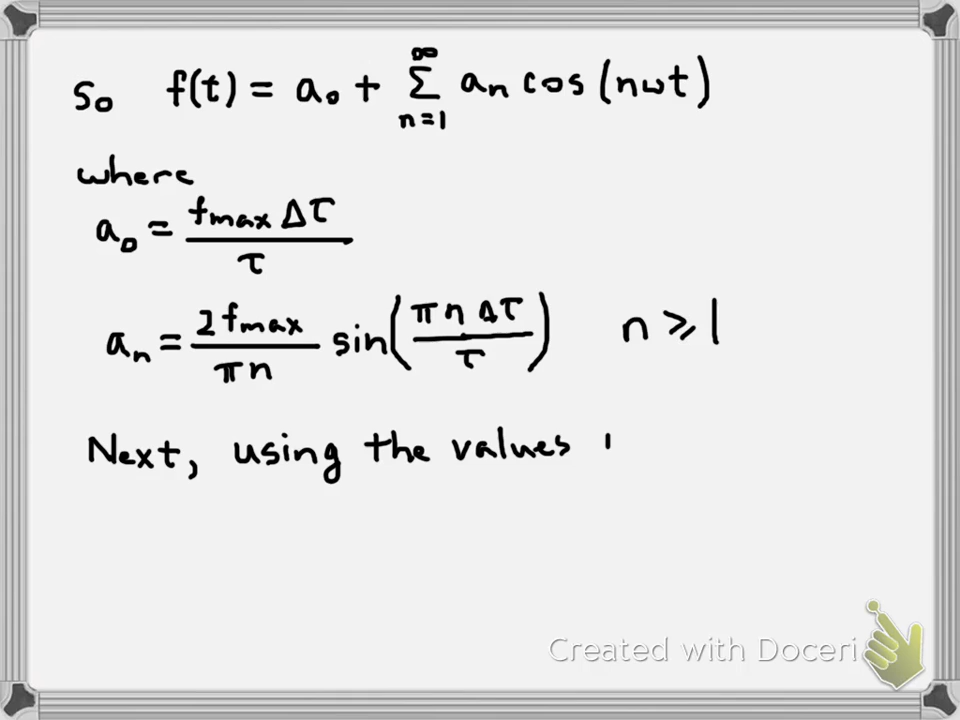 So f(t) = a₀ + ∑_{n=1}^{∞} aₙ cos(nωt)
where
a₀ = fmax Δτ / τ
aₙ = 2fmax / πn sin(πn Δτ / τ) n ≥ 1
Next, using the values
Created with Doceri